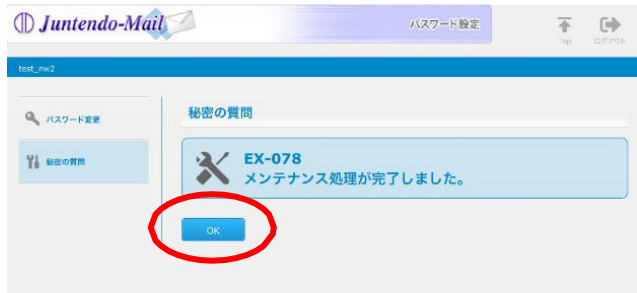 Juntendo-Mail
パスワード設定
Top
ログアウト
test_nw2
パスワード変更
秘密の質問
秘密の質問
EX-078
メンテナンス処理が完了しました。
OK